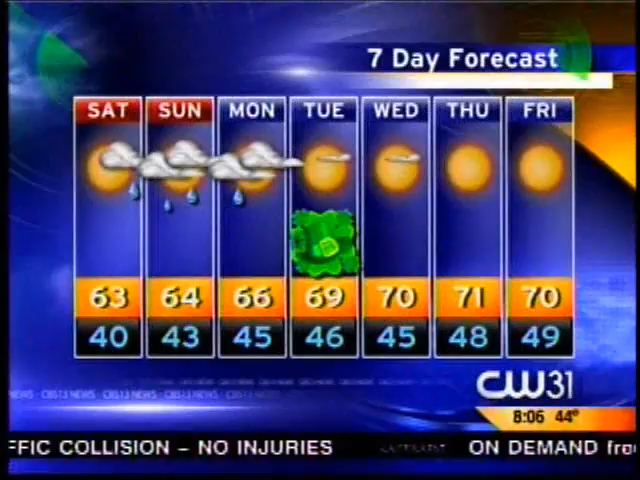 7 Day Forecast
SAT SUN MON TUE WED THU FRI
63 64 66 69 70 71 70
40 43 45 46 45 48 49
CW31
8:06 44°
FFIC COLLISION – NO INJURIES ON DEMAND fro